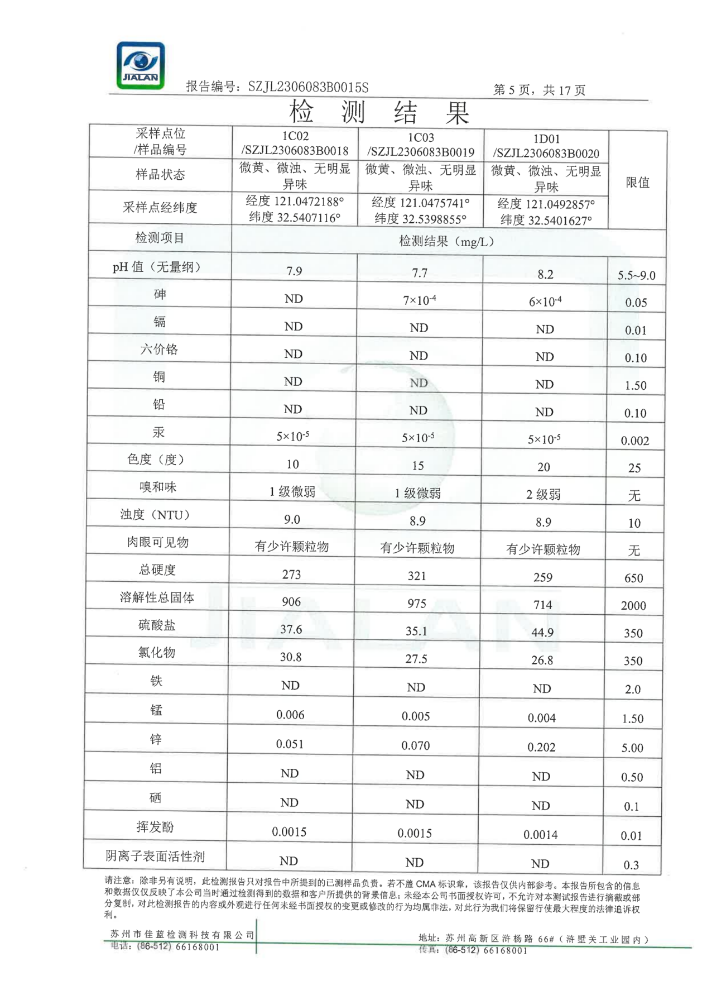 JIALAN
报告编号：SZJL2306083B0015S
第 5 页，共 17 页
检 测 结 果
采样点位
/样品编号
1C02
/SZJL2306083B0018
1C03
/SZJL2306083B0019
1D01
/SZJL2306083B0020
限值
样品状态
微黄、微浊、无明显
异味
微黄、微浊、无明显
异味
微黄、微浊、无明显
异味
采样点经纬度
经度 121.0472188°
纬度 32.5407116°
经度 121.0475741°
纬度 32.5398855°
经度 121.0492857°
纬度 32.5401627°
检测项目 检测结果（mg/L）
pH 值（无量纲） 7.9 7.7 8.2 5.5~9.0
砷 ND 7×10⁻⁴ 6×10⁻⁴ 0.05
镉 ND ND ND 0.01
六价铬 ND ND ND 0.10
铜 ND ND ND 1.50
铅 ND ND ND 0.10
汞 5×10⁻⁵ 5×10⁻⁵ 5×10⁻⁵ 0.002
色度（度） 10 15 20 25
嗅和味 1 级微弱 1 级微弱 2 级弱 无
浊度（NTU） 9.0 8.9 8.9 10
肉眼可见物 有少许颗粒物 有少许颗粒物 有少许颗粒物 无
总硬度 273 321 259 650
溶解性总固体 906 975 714 2000
硫酸盐 37.6 35.1 44.9 350
氯化物 30.8 27.5 26.8 350
铁 ND ND ND 2.0
锰 0.006 0.005 0.004 1.50
锌 0.051 0.070 0.202 5.00
铝 ND ND ND 0.50
硒 ND ND ND 0.1
挥发酚 0.0015 0.0015 0.0014 0.01
阴离子表面活性剂 ND ND ND 0.3
JIALAN
请注意：除非另有说明，此检测报告只对报告中所提到的已测样品负责。若不盖 CMA 标识章，该报告仅供内部参考。本报告所包含的信息
和数据仅仅反映了本公司当时通过检测得到的数据和客户所提供的背景信息；未经本公司书面授权许可，不允许对本测试报告进行摘截或部
分复制，对此检测报告的内容或外观进行任何未经书面授权的变更或修改的行为均属非法，对此行为我们将保留行使最大程度的法律追诉权
利。
苏州市佳蓝检测科技有限公司
电话：(86-512) 66168001
地址：苏州高新区浒杨路 66#（浒墅关工业园内）
传真：(86-512) 66168001